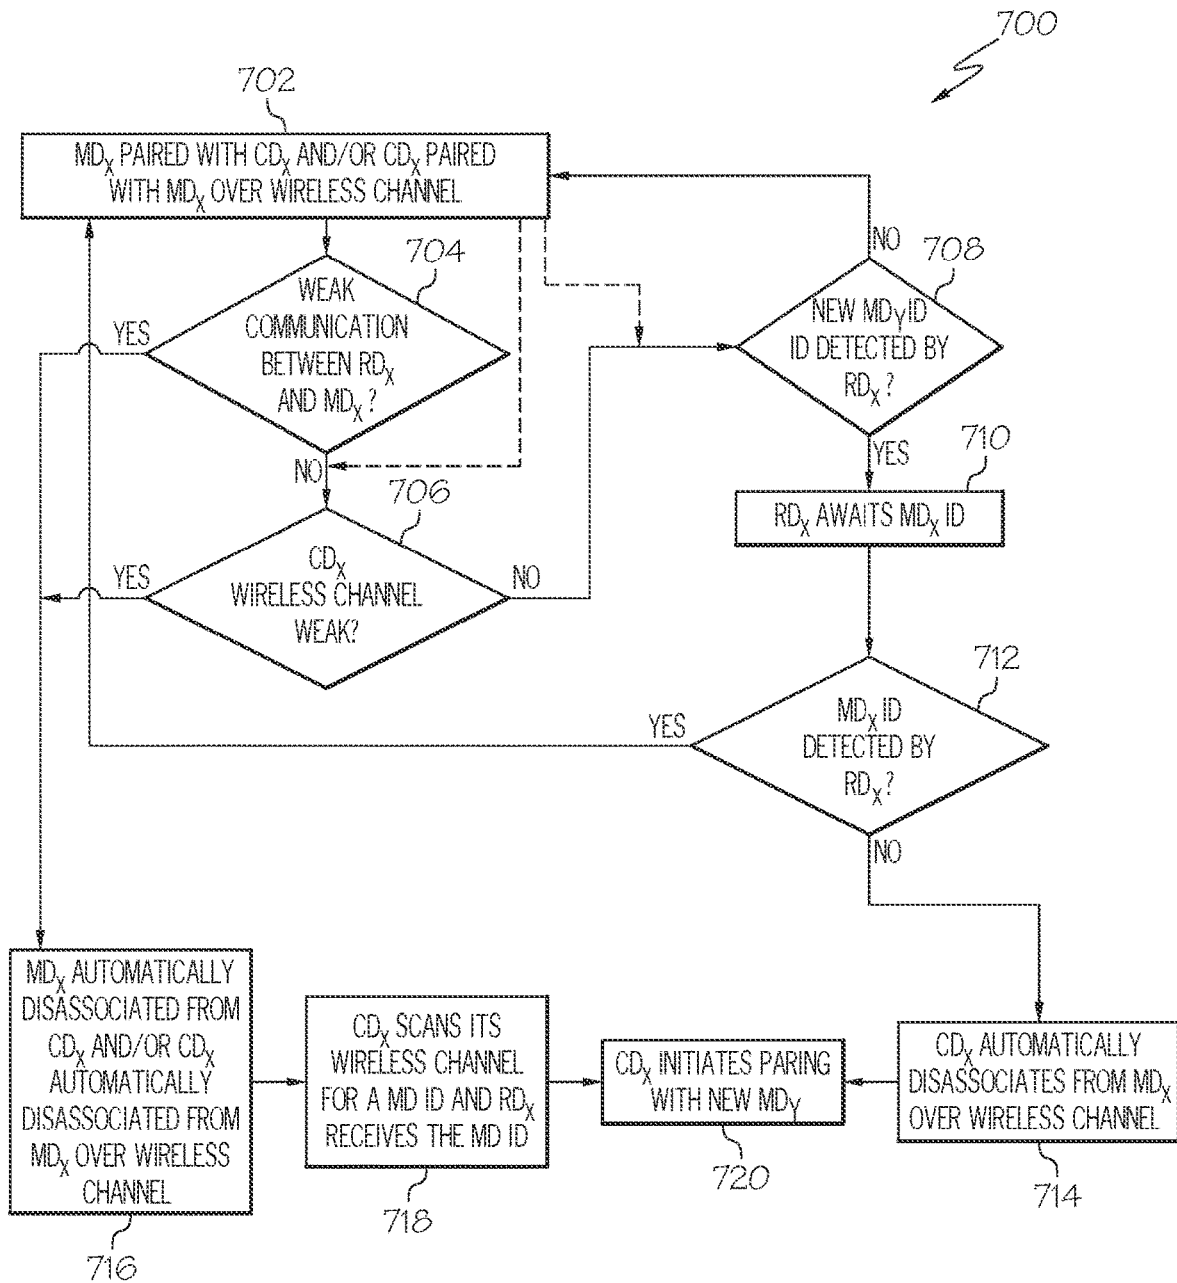 700
702
MDX PAIRED WITH CDX AND/OR CDX PAIRED
WITH MDX OVER WIRELESS CHANNEL
704
WEAK
COMMUNICATION
BETWEEN RDX
AND MDX?
YES
NO
706
CDX
WIRELESS CHANNEL
WEAK?
YES
NO
708
NEW MDY ID
ID DETECTED BY
RDX?
NO
YES
710
RDX AWAITS MDX ID
712
MDX ID
DETECTED BY
RDX?
YES
NO
MDX AUTOMATICALLY
DISASSOCIATED FROM
CDX AND/OR CDX
AUTOMATICALLY
DISASSOCIATED FROM
MDX OVER WIRELESS
CHANNEL
716
CDX SCANS ITS
WIRELESS CHANNEL
FOR A MD ID AND RDX
RECEIVES THE MD ID
718
CDX INITIATES PARING
WITH NEW MDY
720
CDX AUTOMATICALLY
DISASSOCIATES FROM MDX
OVER WIRELESS CHANNEL
714